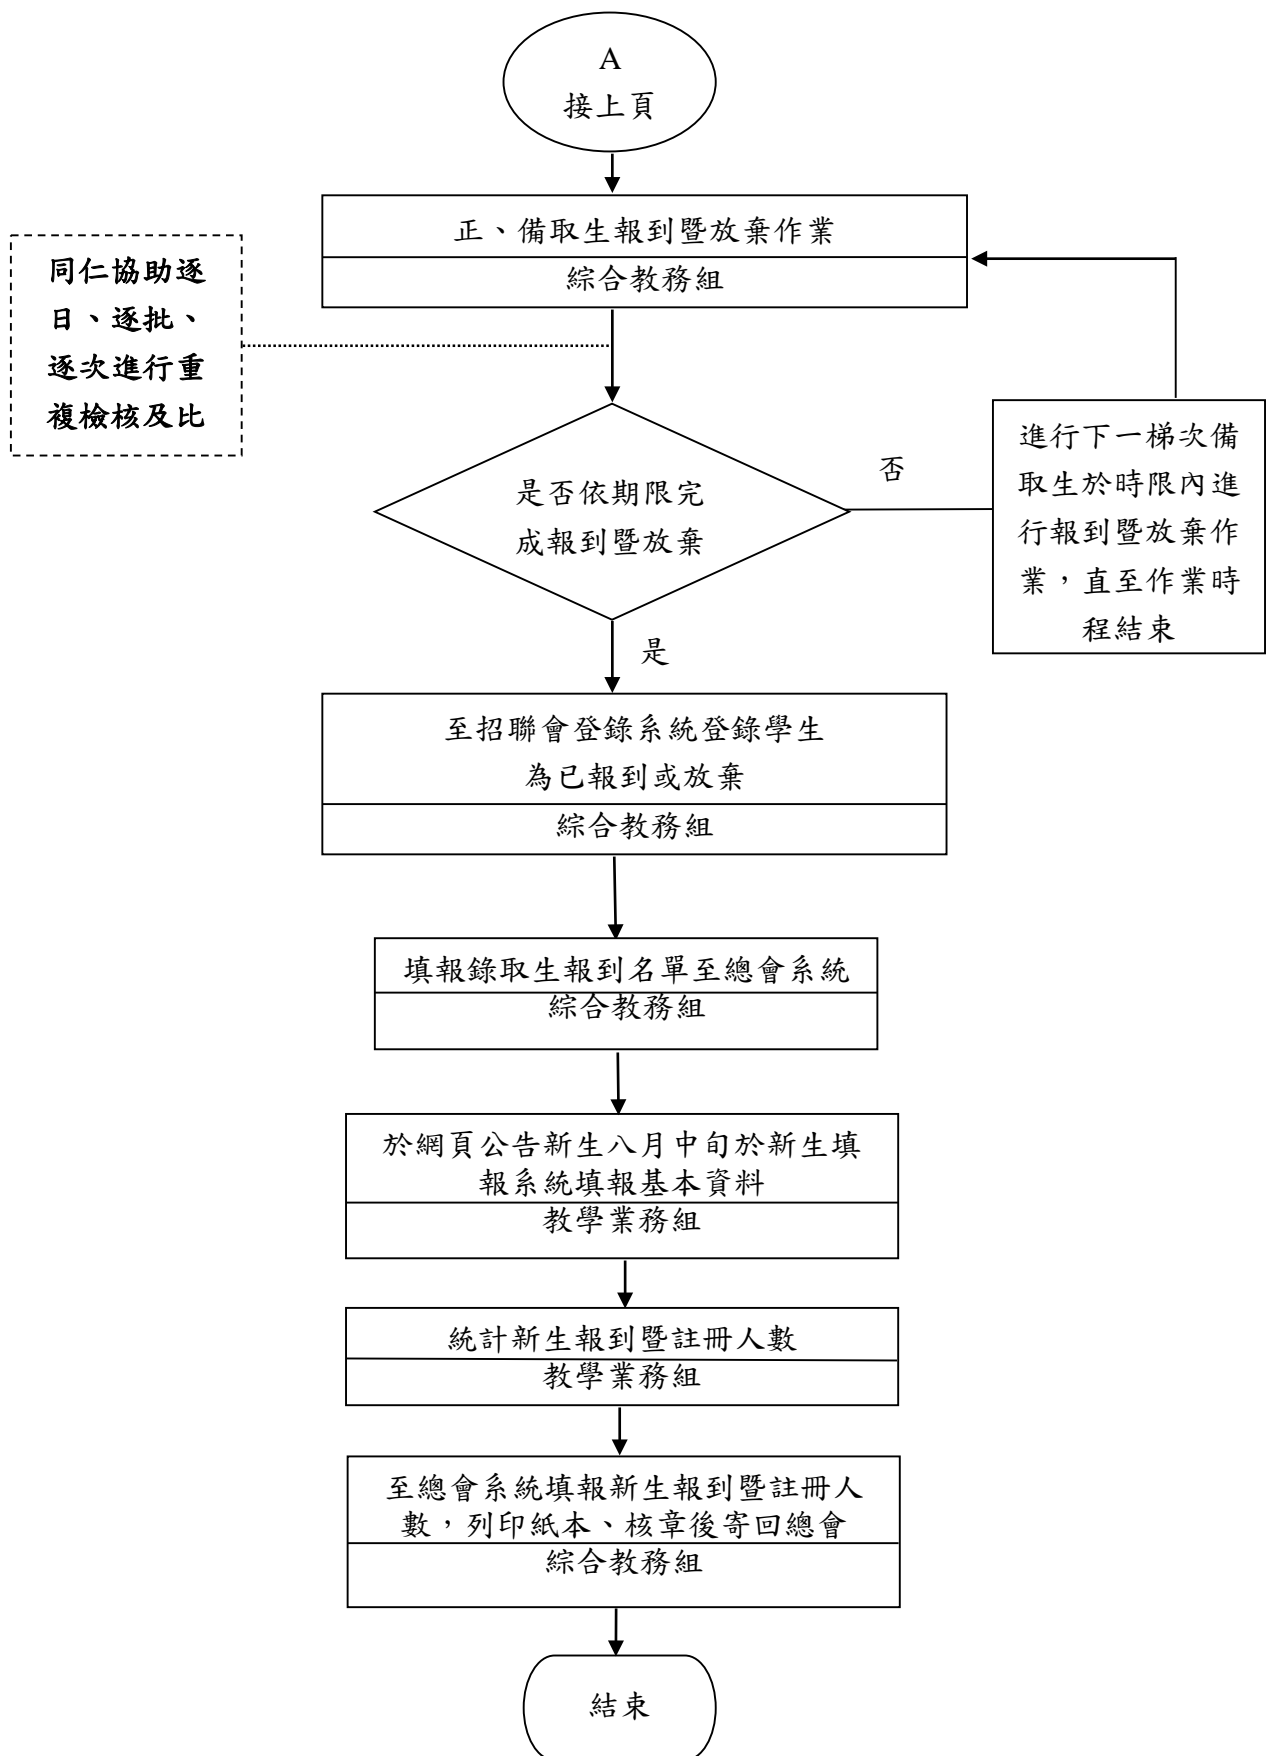 A
接上頁
正、備取生報到暨放棄作業
綜合教務組
同仁協助逐
日、逐批、
逐次進行重
複檢核及比
是否依期限完
成報到暨放棄
否
進行下一梯次備
取生於時限內進
行報到暨放棄作
業，直至作業時
程結束
是
至招聯會登錄系統登錄學生
為已報到或放棄
綜合教務組
填報錄取生報到名單至總會系統
綜合教務組
於網頁公告新生八月中旬於新生填
報系統填報基本資料
教學業務組
統計新生報到暨註冊人數
教學業務組
至總會系統填報新生報到暨註冊人
數，列印紙本、核章後寄回總會
綜合教務組
結束